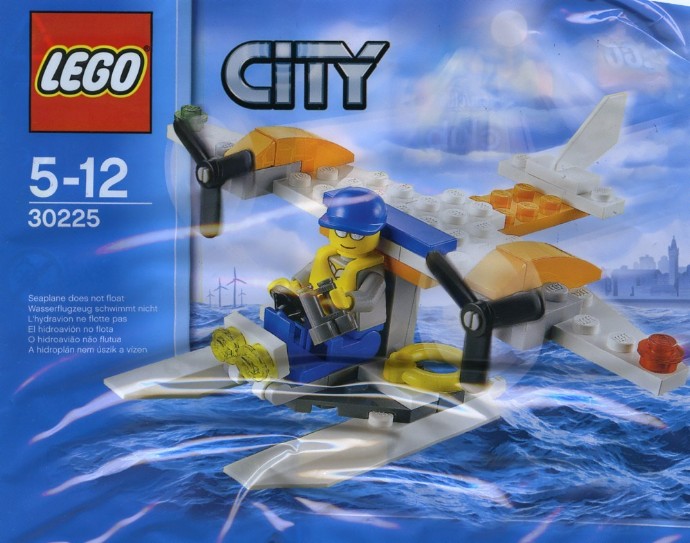 LEGO
CITY
5-12
30225
Seaplane does not float
Wasserflugzeug schwimmt nicht
L'hydravion ne flotte pas
El hidroavión no flota
O hidroavião não flutua
A hidroplán nem úszik a vízen